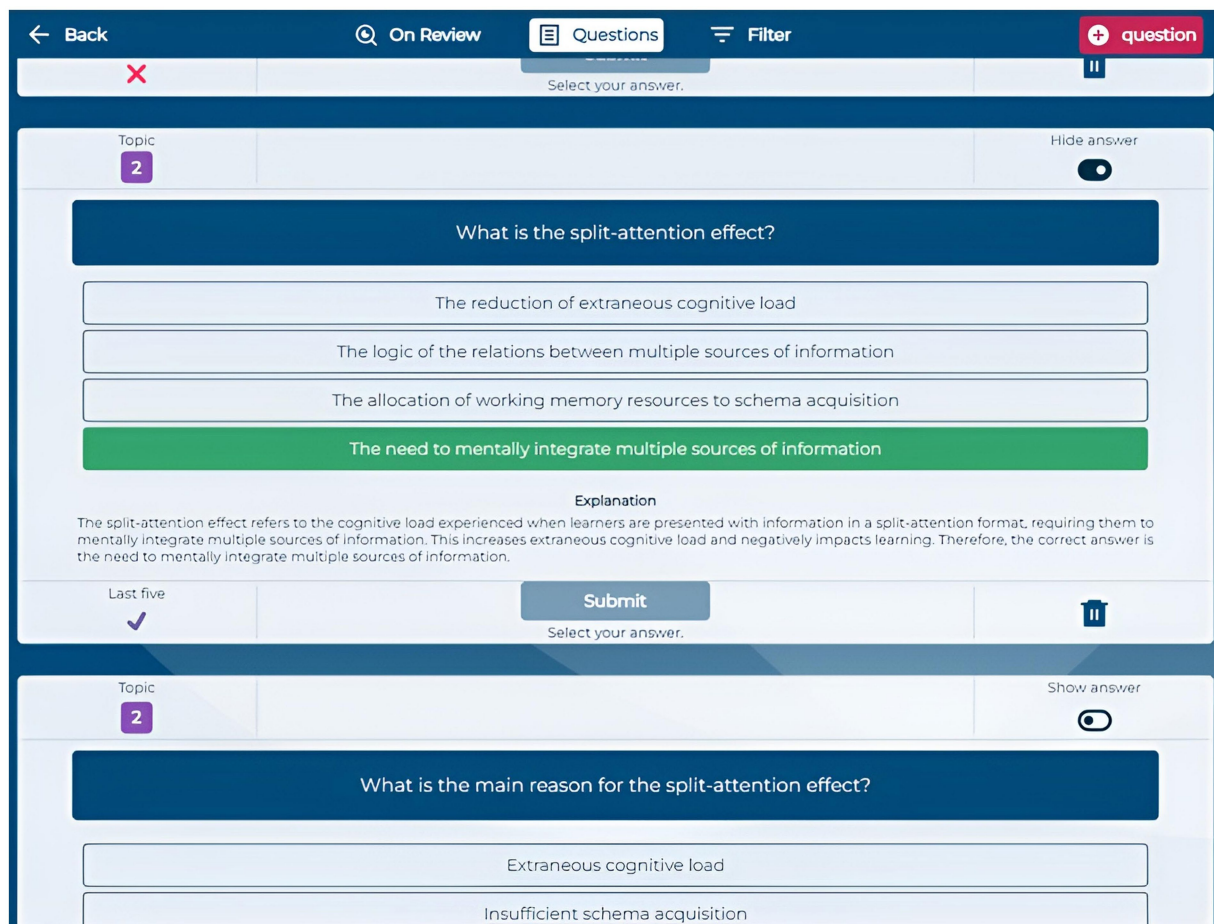 Back
On Review
Questions
Filter
question
Select your answer.
Topic
2
Hide answer
What is the split-attention effect?
The reduction of extraneous cognitive load
The logic of the relations between multiple sources of information
The allocation of working memory resources to schema acquisition
The need to mentally integrate multiple sources of information
Explanation
The split-attention effect refers to the cognitive load experienced when learners are presented with information in a split-attention format, requiring them to
mentally integrate multiple sources of information. This increases extraneous cognitive load and negatively impacts learning. Therefore, the correct answer is
the need to mentally integrate multiple sources of information.
Last five
Submit
Select your answer.
Topic
2
Show answer
What is the main reason for the split-attention effect?
Extraneous cognitive load
Insufficient schema acquisition